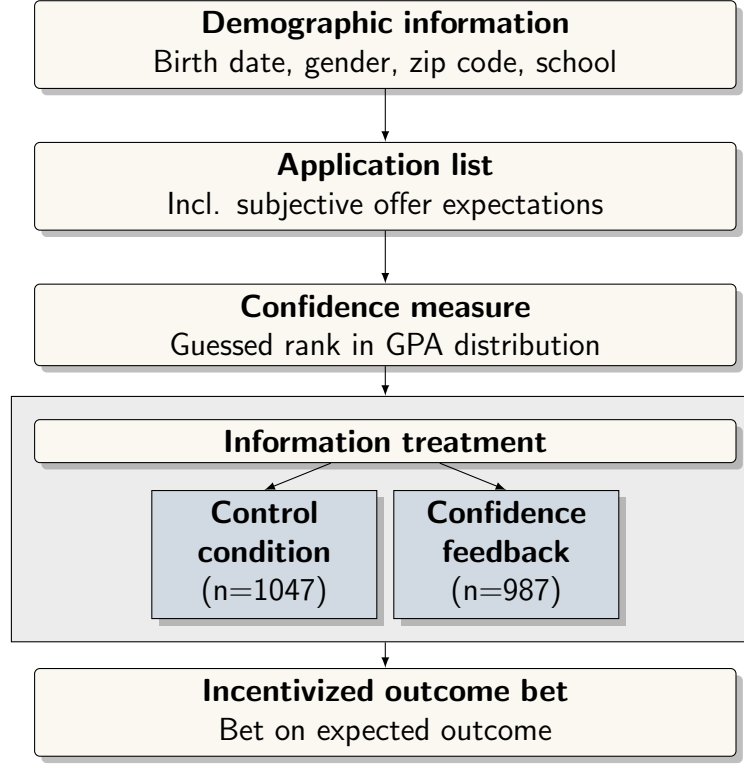 Demographic information
Birth date, gender, zip code, school
Application list
Incl. subjective offer expectations
Confidence measure
Guessed rank in GPA distribution
Information treatment
Control
condition
(n=1047)
Confidence
feedback
(n=987)
Incentivized outcome bet
Bet on expected outcome